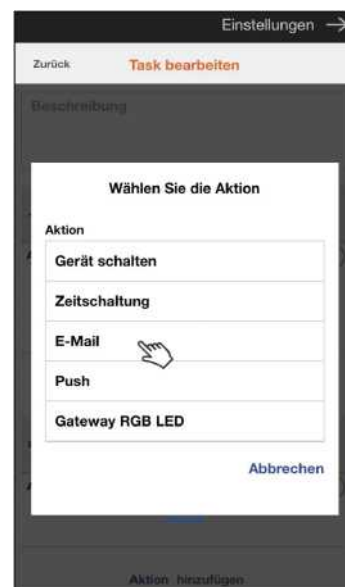 Einstellungen →
Zurück Task bearbeiten
Beschreibung
Wählen Sie die Aktion
Aktion
Gerät schalten
Zeitschaltung
E-Mail
Push
Gateway RGB LED
Abbrechen
Aktion hinzufügen